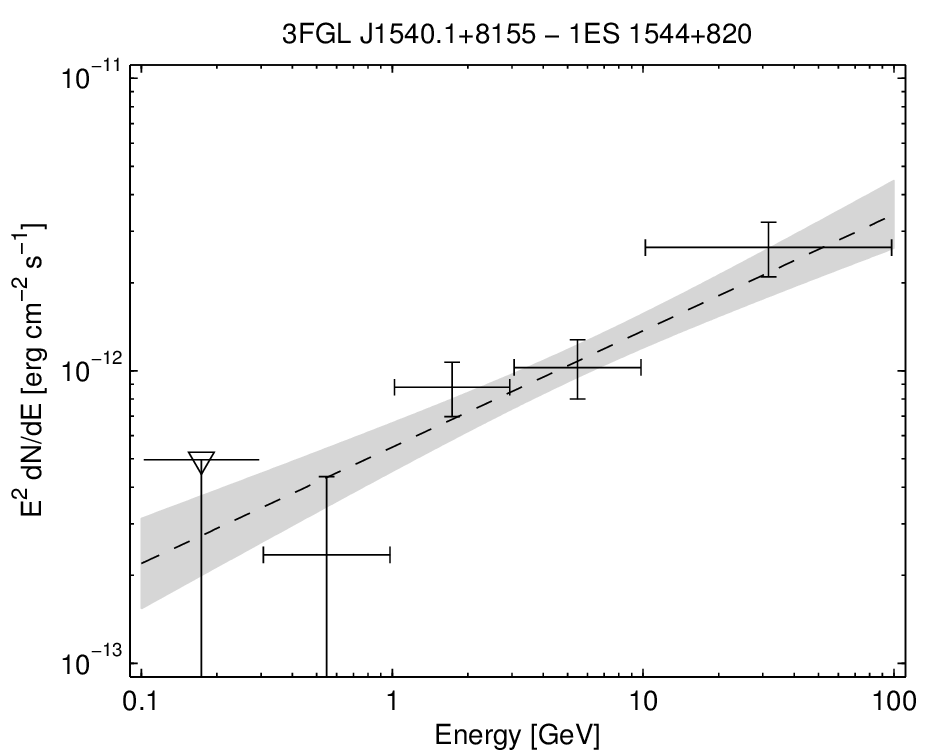 3FGL J1540.1+8155 − 1ES 1544+820
10⁻¹¹
10⁻¹²
10⁻¹³
E² dN/dE [erg cm⁻² s⁻¹]
0.1 1 10 100
Energy [GeV]